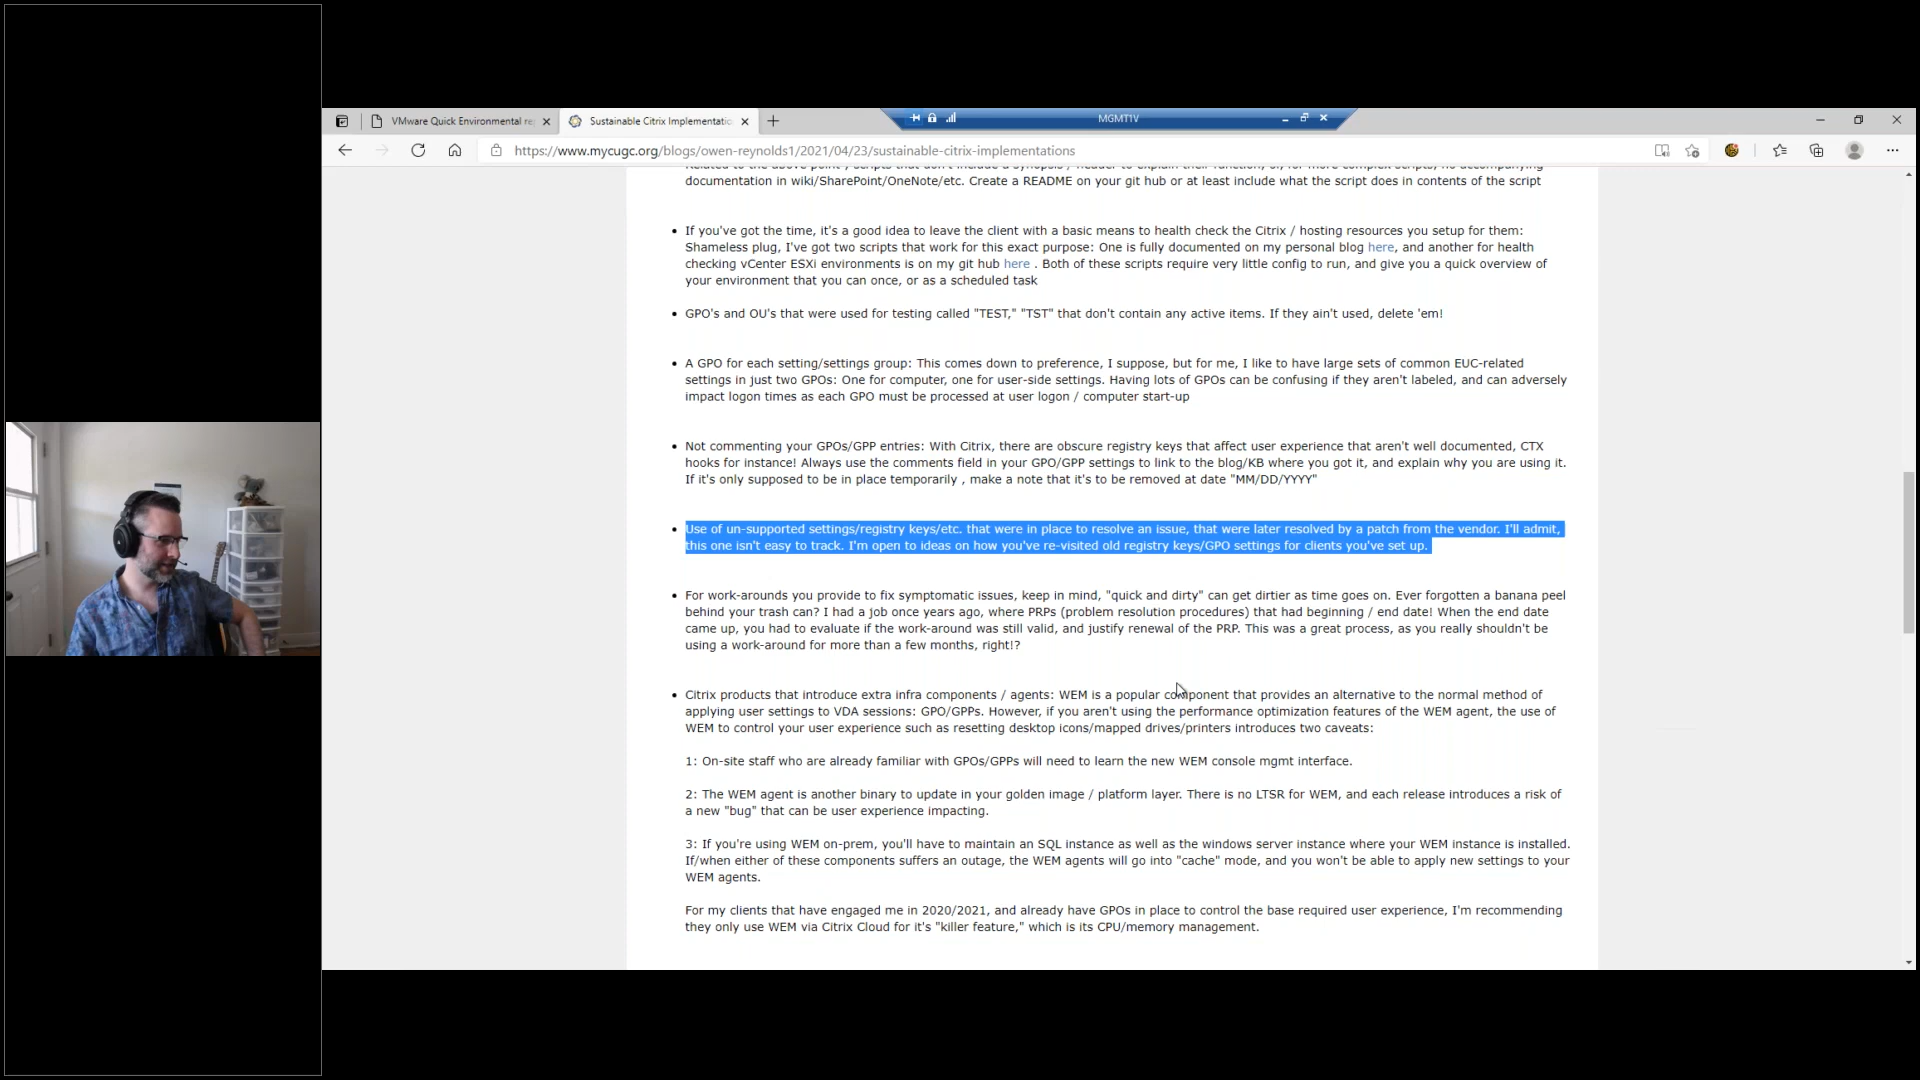 VMware Quick Environmental re
Sustainable Citrix Implementatio
MGMT1V
https://www.mycugc.org/blogs/owen-reynolds1/2021/04/23/sustainable-citrix-implementations
documentation in wiki/SharePoint/OneNote/etc. Create a README on your git hub or at least include what the script does in contents of the script
• If you've got the time, it's a good idea to leave the client with a basic means to health check the Citrix / hosting resources you setup for them:
Shameless plug, I've got two scripts that work for this exact purpose: One is fully documented on my personal blog here, and another for health
checking vCenter ESXi environments is on my git hub here . Both of these scripts require very little config to run, and give you a quick overview of
your environment that you can once, or as a scheduled task
• GPO's and OU's that were used for testing called "TEST," "TST" that don't contain any active items. If they ain't used, delete 'em!
• A GPO for each setting/settings group: This comes down to preference, I suppose, but for me, I like to have large sets of common EUC-related
settings in just two GPOs: One for computer, one for user-side settings. Having lots of GPOs can be confusing if they aren't labeled, and can adversely
impact logon times as each GPO must be processed at user logon / computer start-up
• Not commenting your GPOs/GPP entries: With Citrix, there are obscure registry keys that affect user experience that aren't well documented, CTX
hooks for instance! Always use the comments field in your GPO/GPP settings to link to the blog/KB where you got it, and explain why you are using it.
If it's only supposed to be in place temporarily , make a note that it's to be removed at date "MM/DD/YYYY"
• Use of un-supported settings/registry keys/etc. that were in place to resolve an issue, that were later resolved by a patch from the vendor. I'll admit,
this one isn't easy to track. I'm open to ideas on how you've re-visited old registry keys/GPO settings for clients you've set up.
• For work-arounds you provide to fix symptomatic issues, keep in mind, "quick and dirty" can get dirtier as time goes on. Ever forgotten a banana peel
behind your trash can? I had a job once years ago, where PRPs (problem resolution procedures) that had beginning / end date! When the end date
came up, you had to evaluate if the work-around was still valid, and justify renewal of the PRP. This was a great process, as you really shouldn't be
using a work-around for more than a few months, right!?
• Citrix products that introduce extra infra components / agents: WEM is a popular component that provides an alternative to the normal method of
applying user settings to VDA sessions: GPO/GPPs. However, if you aren't using the performance optimization features of the WEM agent, the use of
WEM to control your user experience such as resetting desktop icons/mapped drives/printers introduces two caveats:
1: On-site staff who are already familiar with GPOs/GPPs will need to learn the new WEM console mgmt interface.
2: The WEM agent is another binary to update in your golden image / platform layer. There is no LTSR for WEM, and each release introduces a risk of
a new "bug" that can be user experience impacting.
3: If you're using WEM on-prem, you'll have to maintain an SQL instance as well as the windows server instance where your WEM instance is installed.
If/when either of these components suffers an outage, the WEM agents will go into "cache" mode, and you won't be able to apply new settings to your
WEM agents.
For my clients that have engaged me in 2020/2021, and already have GPOs in place to control the base required user experience, I'm recommending
they only use WEM via Citrix Cloud for it's "killer feature," which is its CPU/memory management.